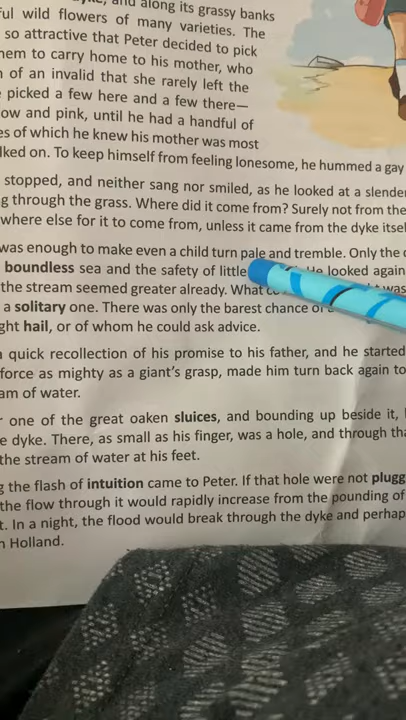 and along its grassy banks
ful wild flowers of many varieties. The
so attractive that Peter decided to pick
hem to carry home to his mother, who
n of an invalid that she rarely left the
picked a few here and a few there—
ow and pink, until he had a handful of
es of which he knew his mother was most
lked on. To keep himself from feeling lonesome, he hummed a gay
stopped, and neither sang nor smiled, as he looked at a slender
g through the grass. Where did it come from? Surely not from the
where else for it to come from, unless it came from the dyke itsel
was enough to make even a child turn pale and tremble. Only the
boundless sea and the safety of little looked again
the stream seemed greater already. What was
a solitary one. There was only the barest chance of
ght hail, or of whom he could ask advice.
a quick recollection of his promise to his father, and he started
force as mighty as a giant's grasp, made him turn back again to
am of water.
r one of the great oaken sluices, and bounding up beside it,
e dyke. There, as small as his finger, was a hole, and through tha
the stream of water at his feet.
g the flash of intuition came to Peter. If that hole were not plugg
the flow through it would rapidly increase from the pounding of
t. In a night, the flood would break through the dyke and perhap
n Holland.